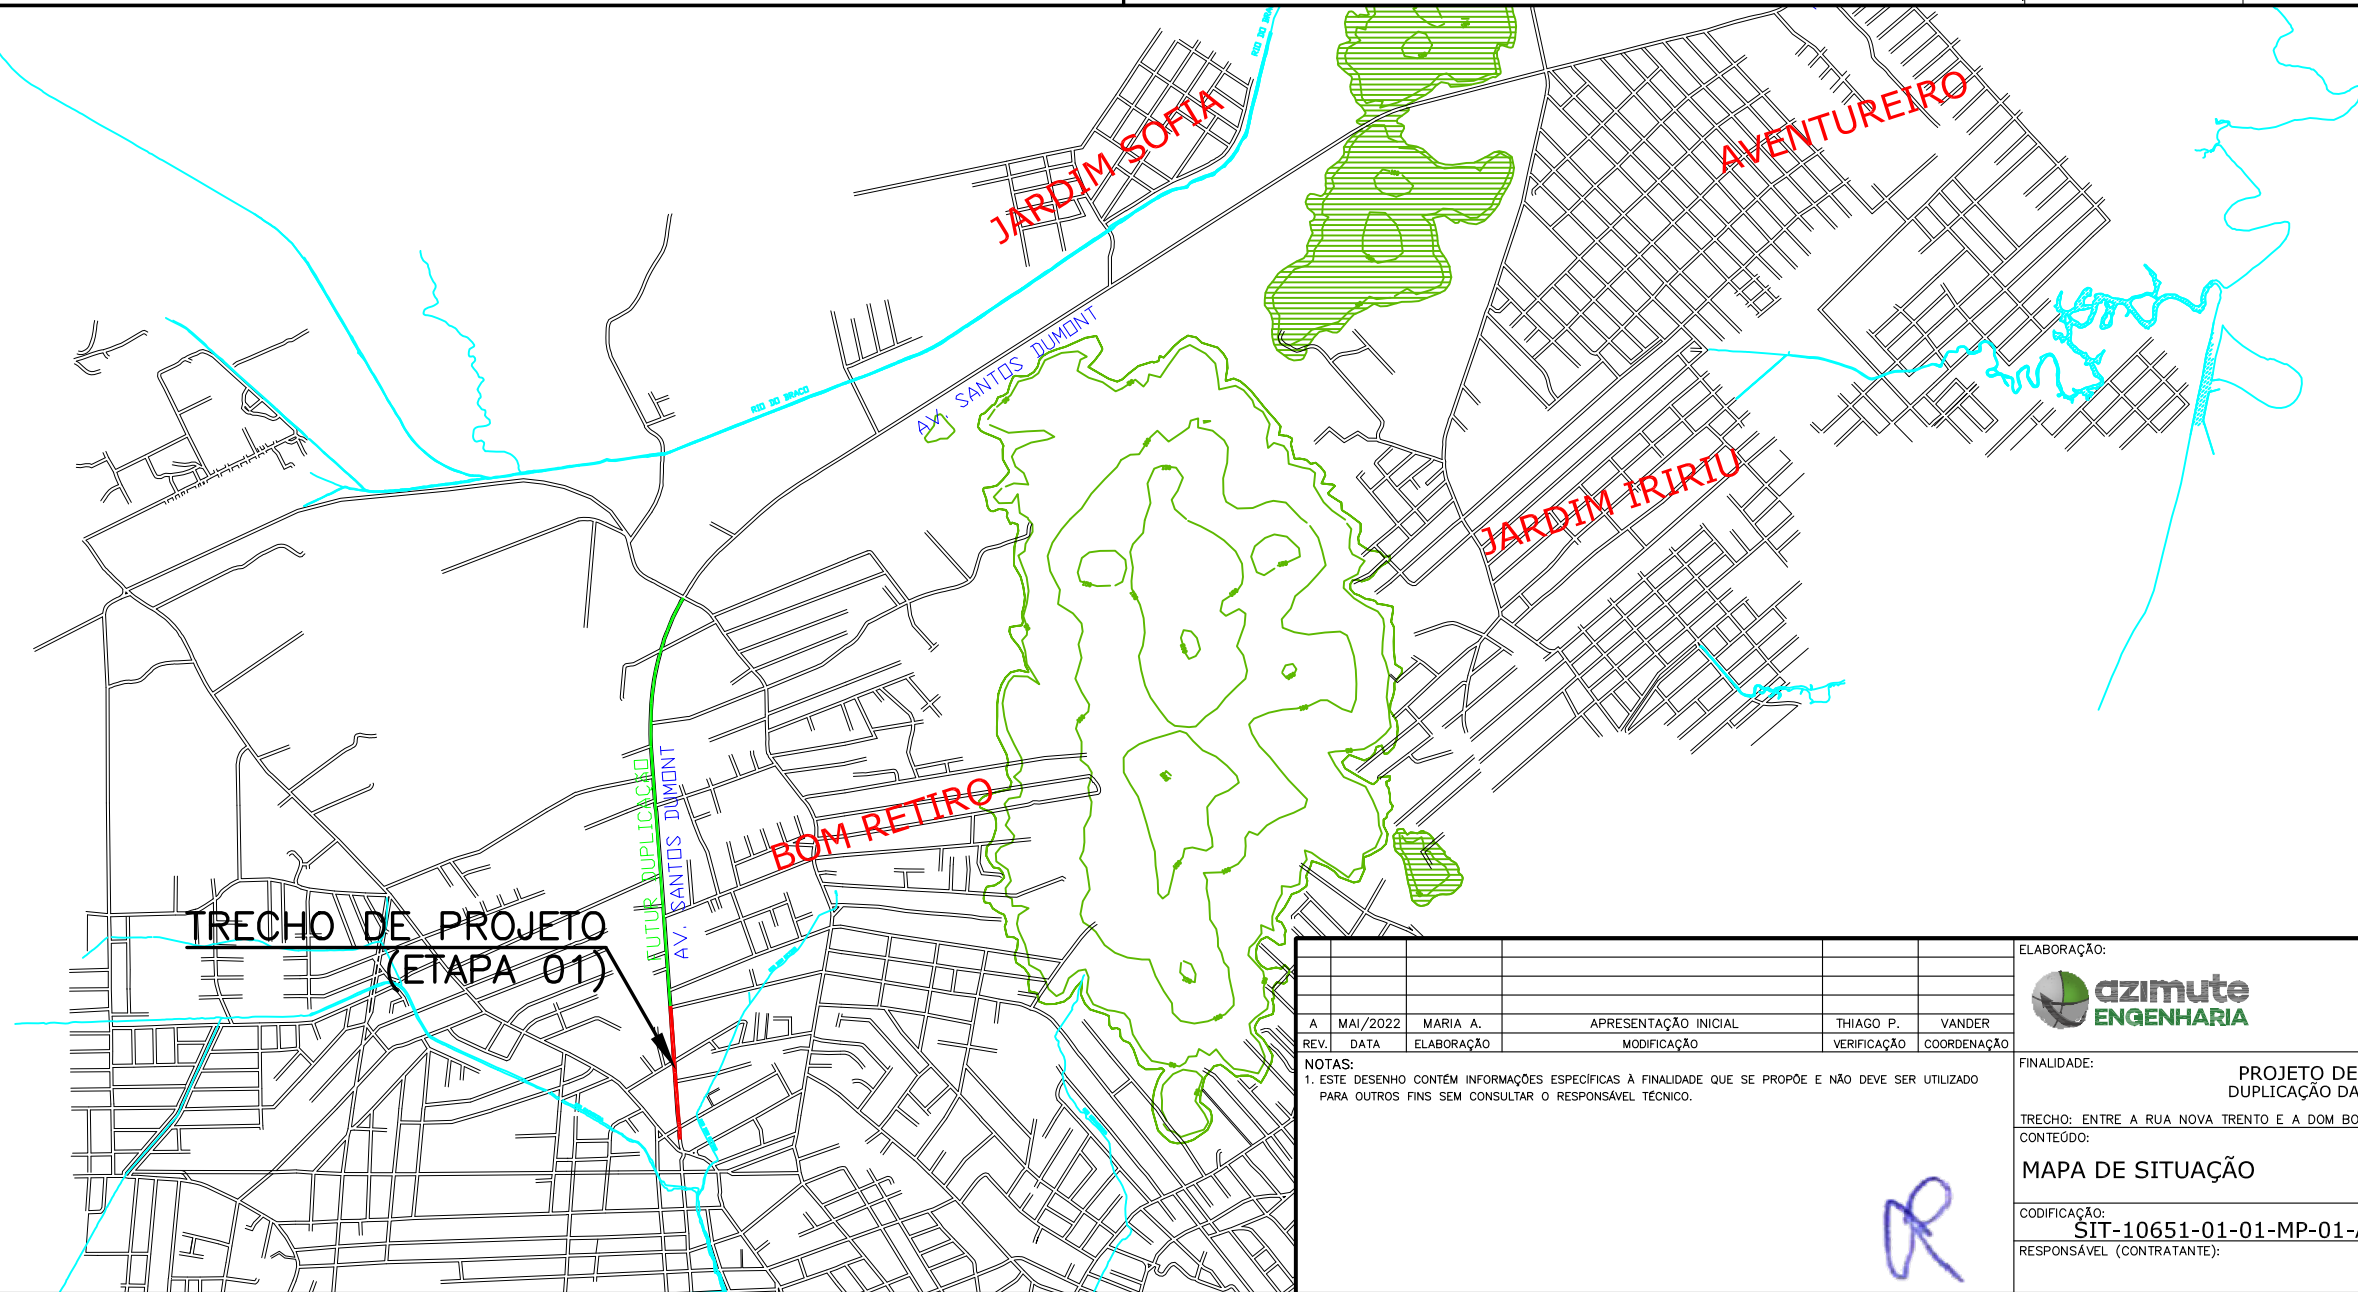 RIO DO BRA
JARDIM SOFIA
AVENTUREIRO
AV. SANTOS DUMONT
RIO DO BRAÇO
JARDIM IRIRIU
FUTUR DUPLICAÇÃO
AV. SANTOS DUMONT
BOM RETIRO
TRECHO DE PROJETO
(ETAPA 01)
A MAI/2022 MARIA A. APRESENTAÇÃO INICIAL THIAGO P. VANDER
REV. DATA ELABORAÇÃO MODIFICAÇÃO VERIFICAÇÃO COORDENAÇÃO
NOTAS:
1. ESTE DESENHO CONTÉM INFORMAÇÕES ESPECÍFICAS À FINALIDADE QUE SE PROPÕE E NÃO DEVE SER UTILIZADO
PARA OUTROS FINS SEM CONSULTAR O RESPONSÁVEL TÉCNICO.
ELABORAÇÃO:
azimute
ENGENHARIA
FINALIDADE:
PROJETO DE
DUPLICAÇÃO DA
TRECHO: ENTRE A RUA NOVA TRENTO E A DOM BO
CONTEÚDO:
MAPA DE SITUAÇÃO
CODIFICAÇÃO:
SIT-10651-01-01-MP-01-A
RESPONSÁVEL (CONTRATANTE):